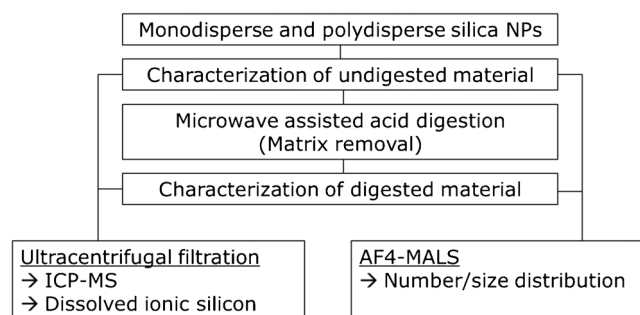 Monodisperse and polydisperse silica NPs
Characterization of undigested material
Microwave assisted acid digestion
(Matrix removal)
Characterization of digested material
Ultracentrifugal filtration
→ ICP-MS
→ Dissolved ionic silicon
AF4-MALS
→ Number/size distribution